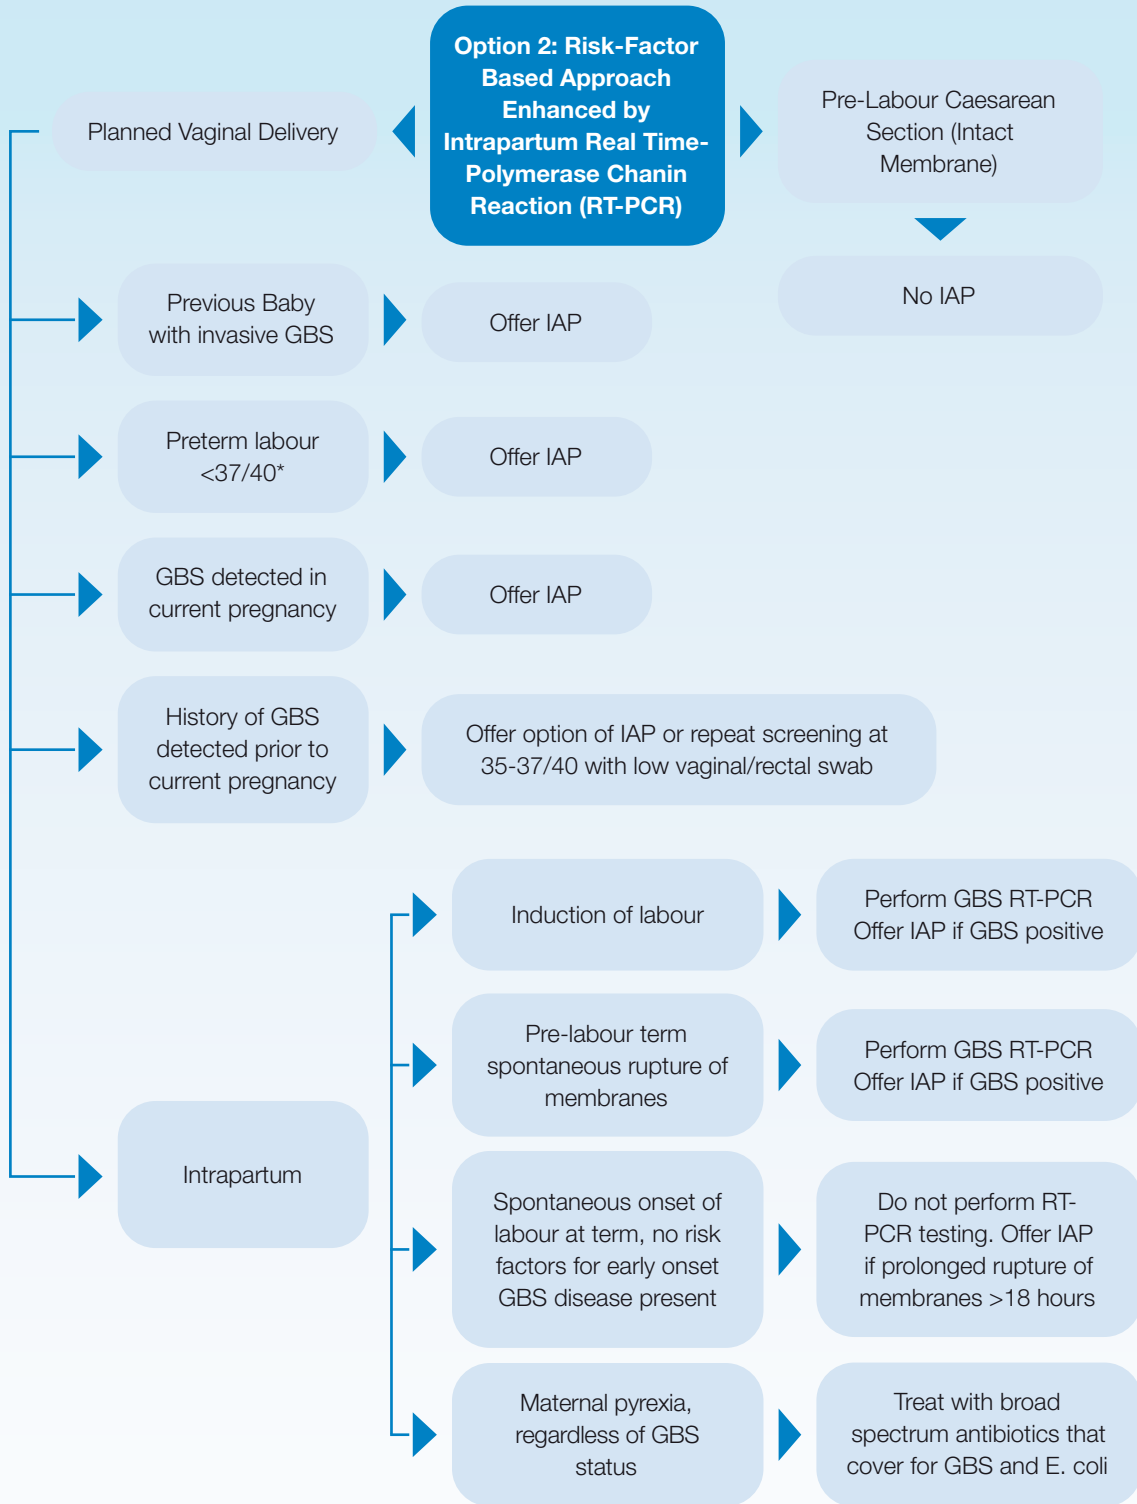 Option 2: Risk-Factor
Based Approach
Enhanced by
Intrapartum Real Time-
Polymerase Chanin
Reaction (RT-PCR)
Planned Vaginal Delivery
Pre-Labour Caesarean
Section (Intact
Membrane)
No IAP
Previous Baby
with invasive GBS
Offer IAP
Preterm labour
<37/40*
Offer IAP
GBS detected in
current pregnancy
Offer IAP
History of GBS
detected prior to
current pregnancy
Offer option of IAP or repeat screening at
35-37/40 with low vaginal/rectal swab
Intrapartum
Induction of labour
Perform GBS RT-PCR
Offer IAP if GBS positive
Pre-labour term
spontaneous rupture of
membranes
Perform GBS RT-PCR
Offer IAP if GBS positive
Spontaneous onset of
labour at term, no risk
factors for early onset
GBS disease present
Do not perform RT-
PCR testing. Offer IAP
if prolonged rupture of
membranes >18 hours
Maternal pyrexia,
regardless of GBS
status
Treat with broad
spectrum antibiotics that
cover for GBS and E. coli